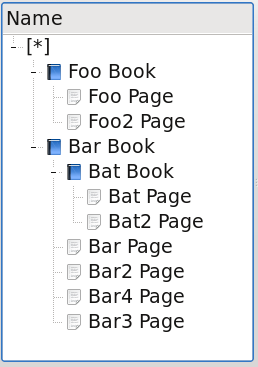 Name
[*]
Foo Book
Foo Page
Foo2 Page
Bar Book
Bat Book
Bat Page
Bat2 Page
Bar Page
Bar2 Page
Bar4 Page
Bar3 Page